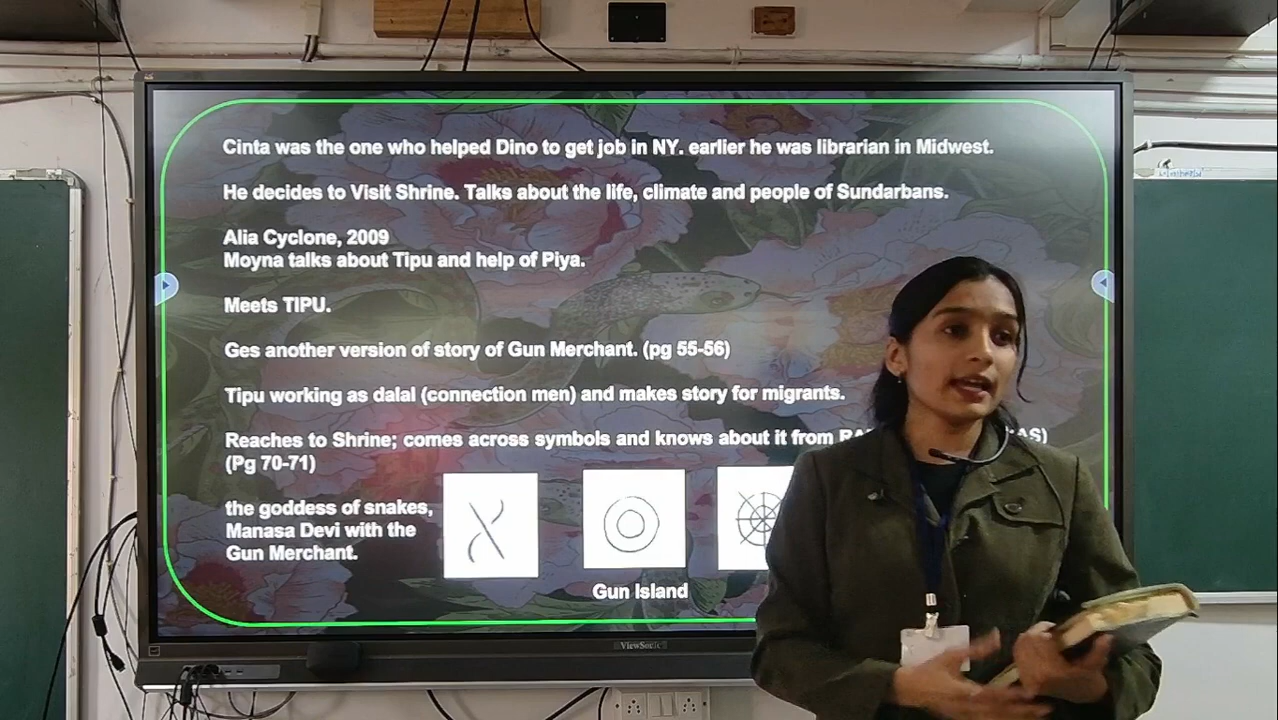 Cinta was the one who helped Dino to get job in NY. earlier he was librarian in Midwest.
He decides to Visit Shrine. Talks about the life, climate and people of Sundarbans.
Alia Cyclone, 2009
Moyna talks about Tipu and help of Piya.
Meets TIPU.
Ges another version of story of Gun Merchant. (pg 55-56)
Tipu working as dalal (connection men) and makes story for migrants.
Reaches to Shrine; comes across symbols and knows about it from
(Pg 70-71)
the goddess of snakes,
Manasa Devi with the
Gun Merchant.
Gun Island
ViewSonic